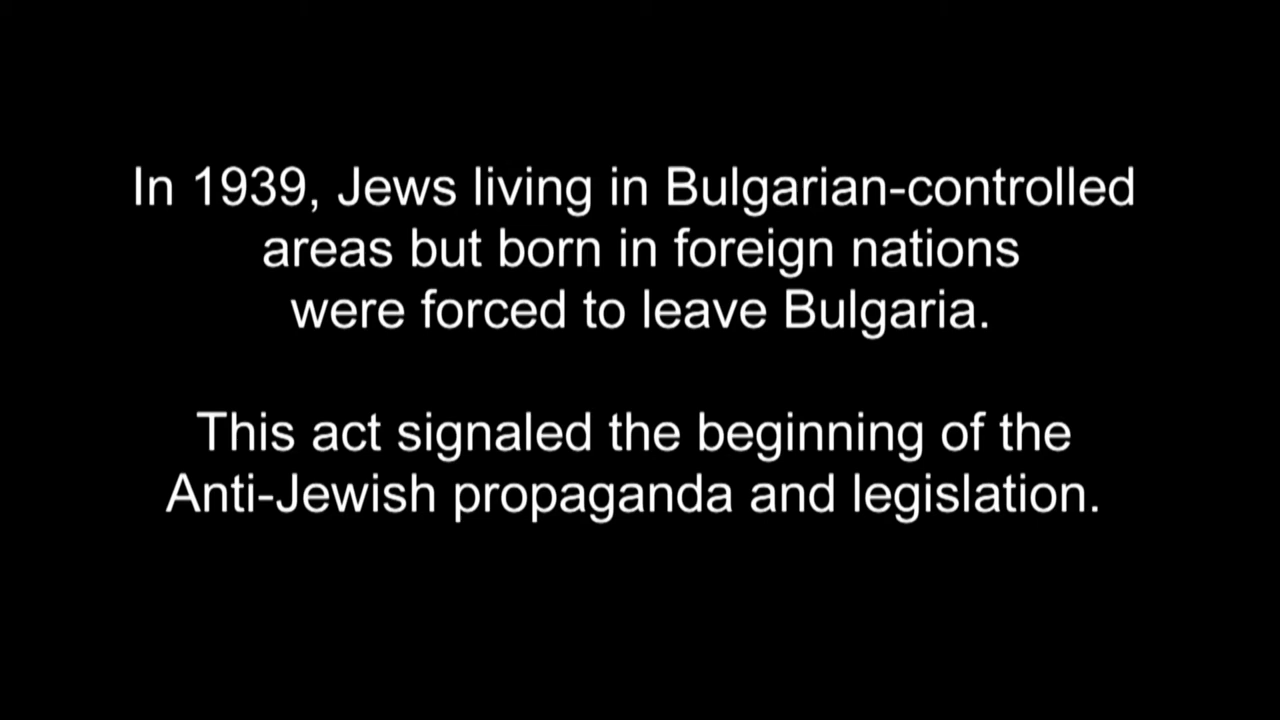 In 1939, Jews living in Bulgarian-controlled
areas but born in foreign nations
were forced to leave Bulgaria.
This act signaled the beginning of the
Anti-Jewish propaganda and legislation.